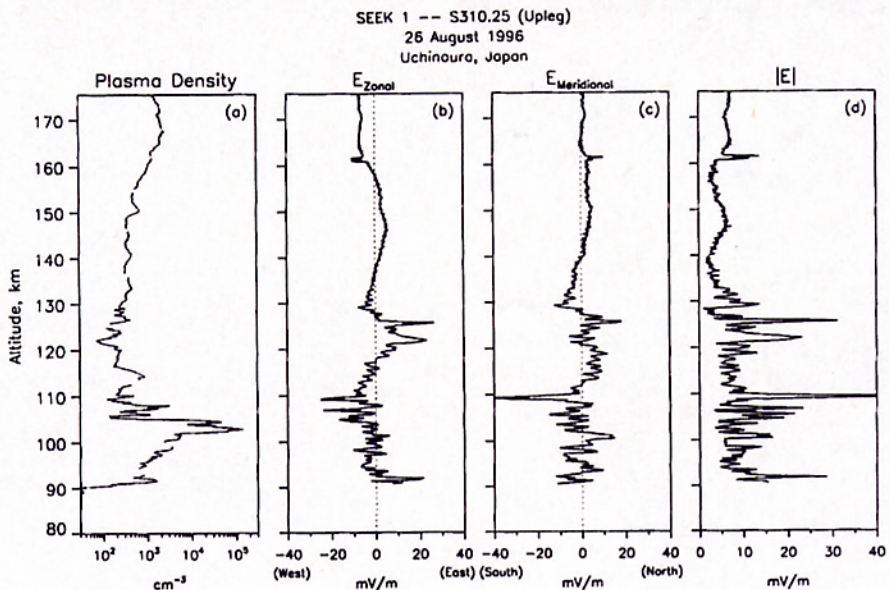 SEEK 1 -- S310.25 (Upleg)
26 August 1996
Uchinoura, Japan
Plasma Density
E Zonal
E Meridional
|E|
(a)
(b)
(c)
(d)
Altitude, km
170
160
150
140
130
120
110
100
90
80
10² 10³ 10⁴ 10⁵
-40 -20 0 20 40
-40 -20 0 20 40
0 10 20 30 40
(West)
(East)
(South)
(North)
cm⁻³
mV/m
mV/m
mV/m